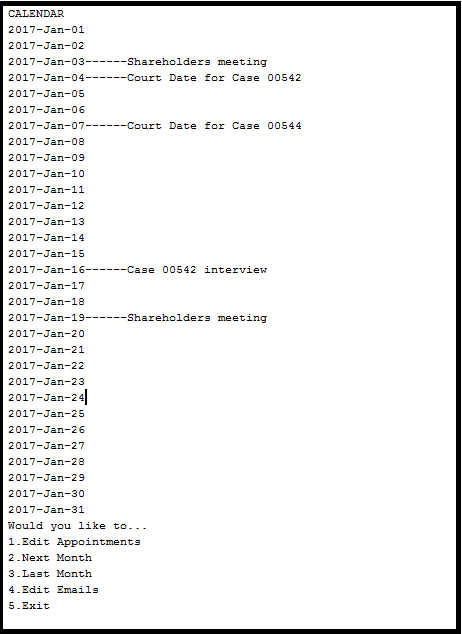 CALENDAR
2017-Jan-01
2017-Jan-02
2017-Jan-03------Shareholders meeting
2017-Jan-04------Court Date for Case 00542
2017-Jan-05
2017-Jan-06
2017-Jan-07------Court Date for Case 00544
2017-Jan-08
2017-Jan-09
2017-Jan-10
2017-Jan-11
2017-Jan-12
2017-Jan-13
2017-Jan-14
2017-Jan-15
2017-Jan-16------Case 00542 interview
2017-Jan-17
2017-Jan-18
2017-Jan-19------Shareholders meeting
2017-Jan-20
2017-Jan-21
2017-Jan-22
2017-Jan-23
2017-Jan-24
2017-Jan-25
2017-Jan-26
2017-Jan-27
2017-Jan-28
2017-Jan-29
2017-Jan-30
2017-Jan-31
Would you like to...
1.Edit Appointments
2.Next Month
3.Last Month
4.Edit Emails
5.Exit